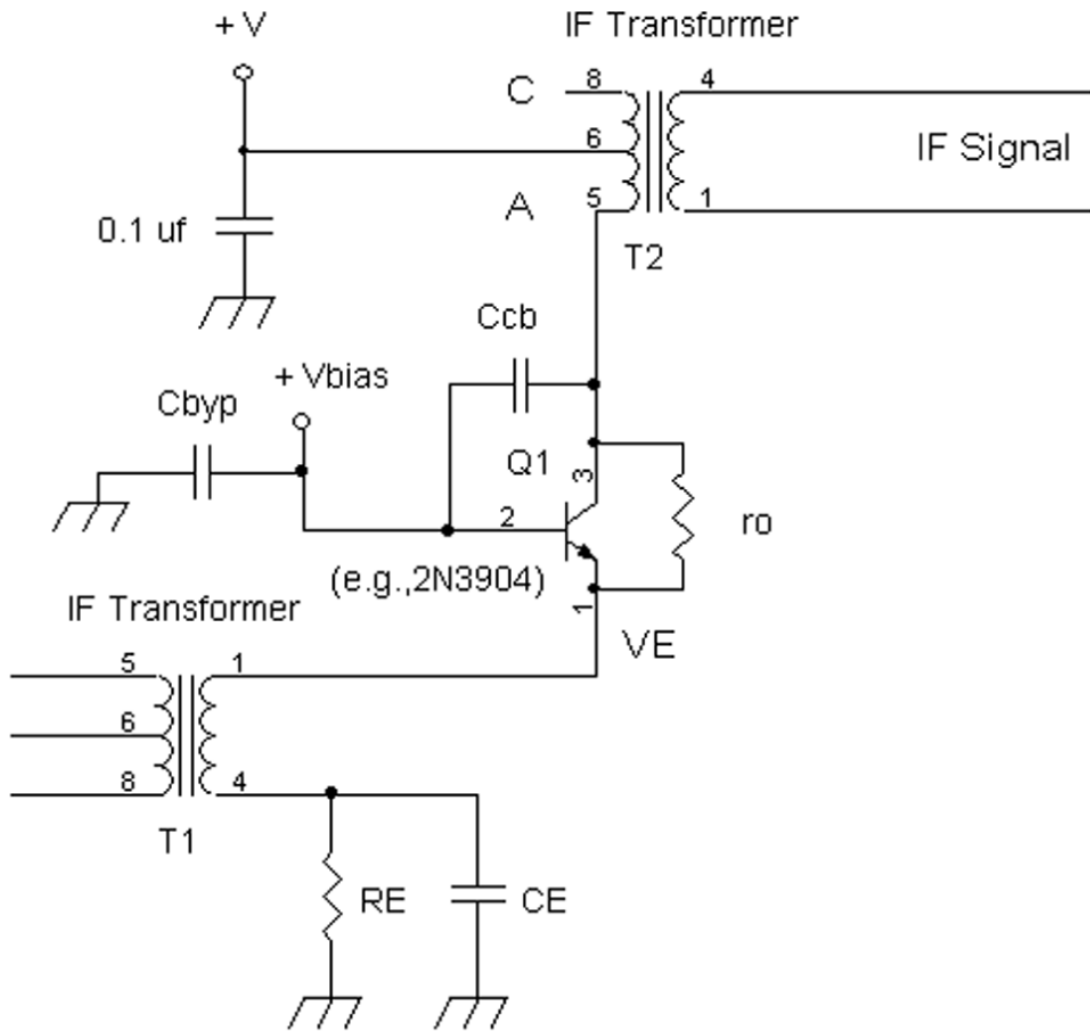 + V
IF Transformer
C
8
4
6
IF Signal
A
5
1
0.1 uf
T2
Ccb
+ Vbias
Cbyp
Q1
3
2
ro
(e.g.,2N3904)
1
IF Transformer
VE
5
1
6
8
4
T1
RE
CE